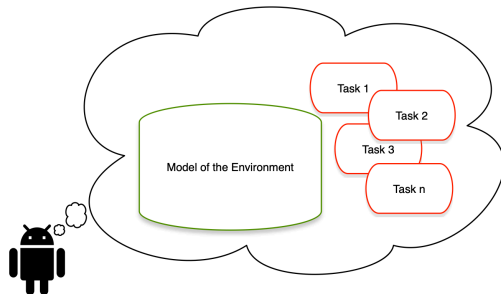 Task 1
Task 2
Task 3
Model of the Environment
Task n